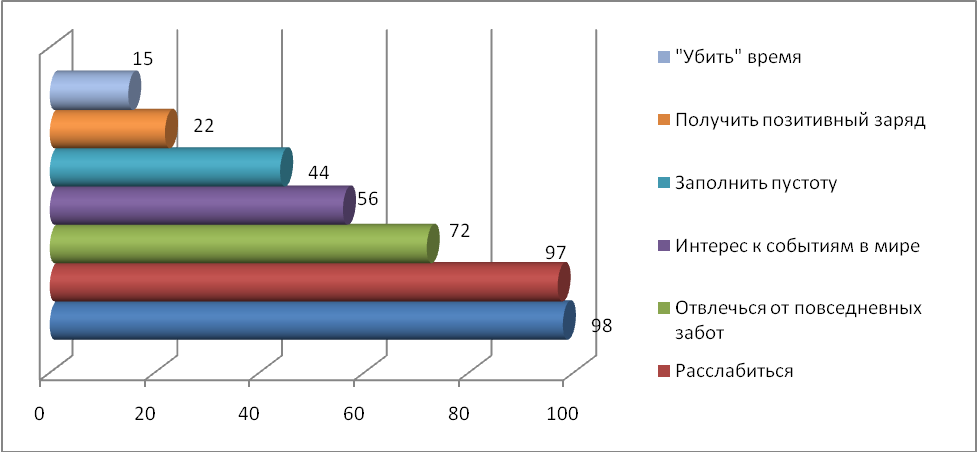 15
22
44
56
72
97
98
0 20 40 60 80 100
"Убить" время
Получить позитивный заряд
Заполнить пустоту
Интерес к событиям в мире
Отвлечься от повседневных
забот
Расслабиться